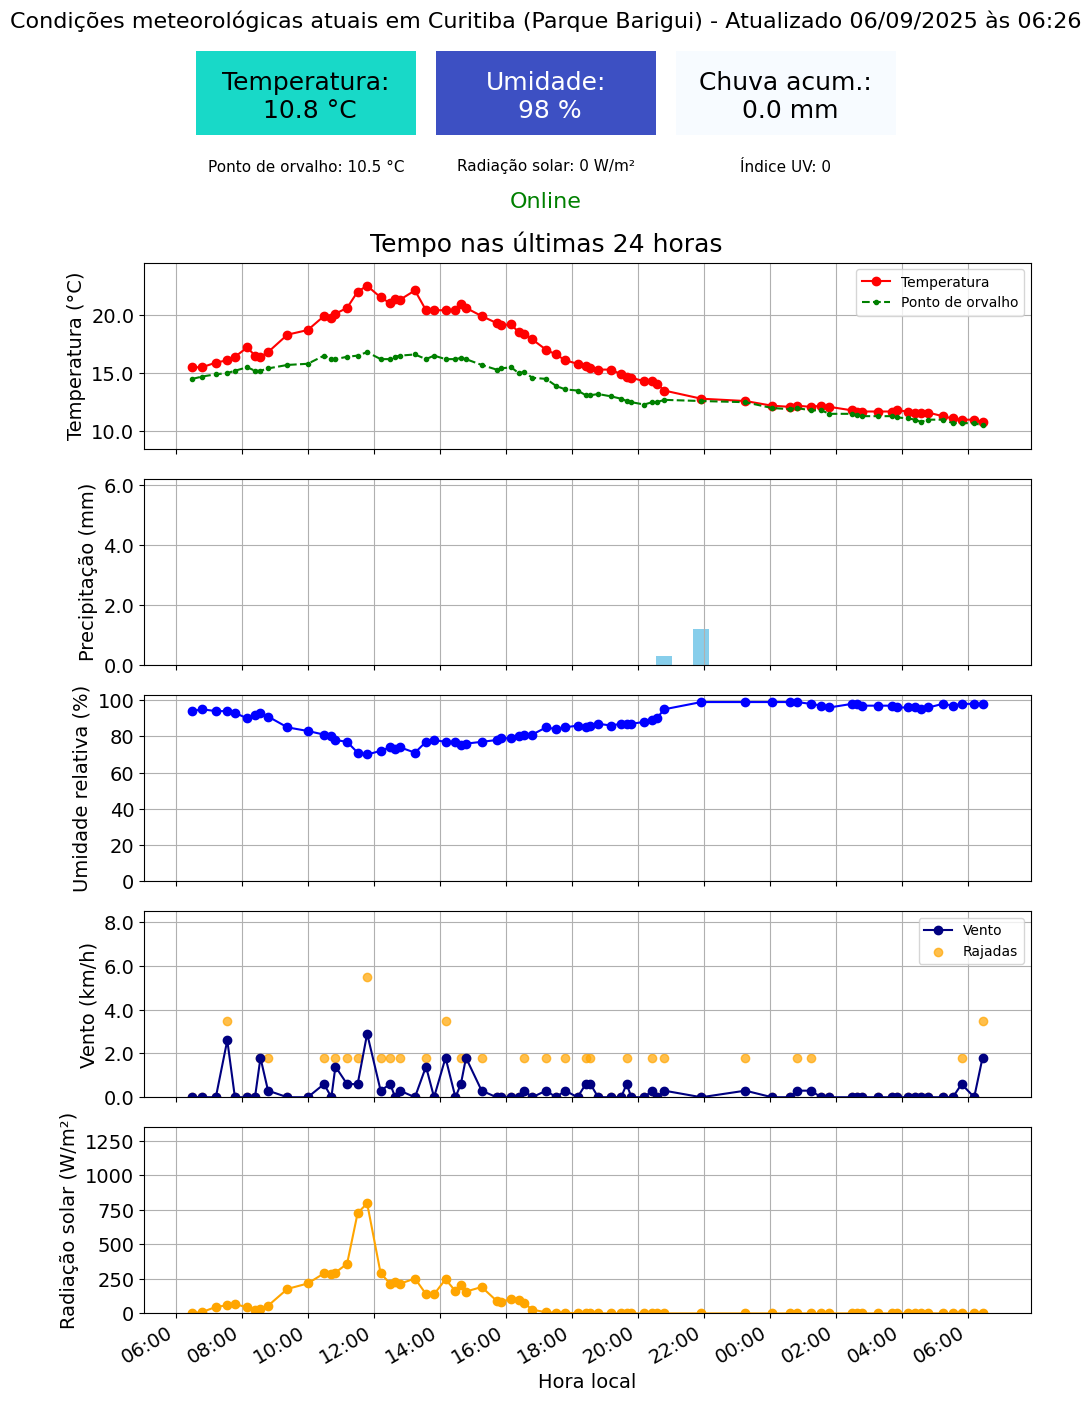 Condições meteorológicas atuais em Curitiba (Parque Barigui) - Atualizado 06/09/2025 às 06:26
Temperatura:
10.8 °C
Umidade:
98 %
Chuva acum.:
0.0 mm
Ponto de orvalho: 10.5 °C
Radiação solar: 0 W/m²
Índice UV: 0
Online
Tempo nas últimas 24 horas
Temperatura (°C)
20.0
15.0
10.0
Temperatura
Ponto de orvalho
Precipitação (mm)
6.0
4.0
2.0
0.0
Umidade relativa (%)
100
80
60
40
20
0
Vento (km/h)
8.0
6.0
4.0
2.0
0.0
Vento
Rajadas
Radiação solar (W/m²)
1250
1000
750
500
250
0
06:00
08:00
10:00
12:00
14:00
16:00
18:00
20:00
22:00
00:00
02:00
04:00
06:00
Hora local